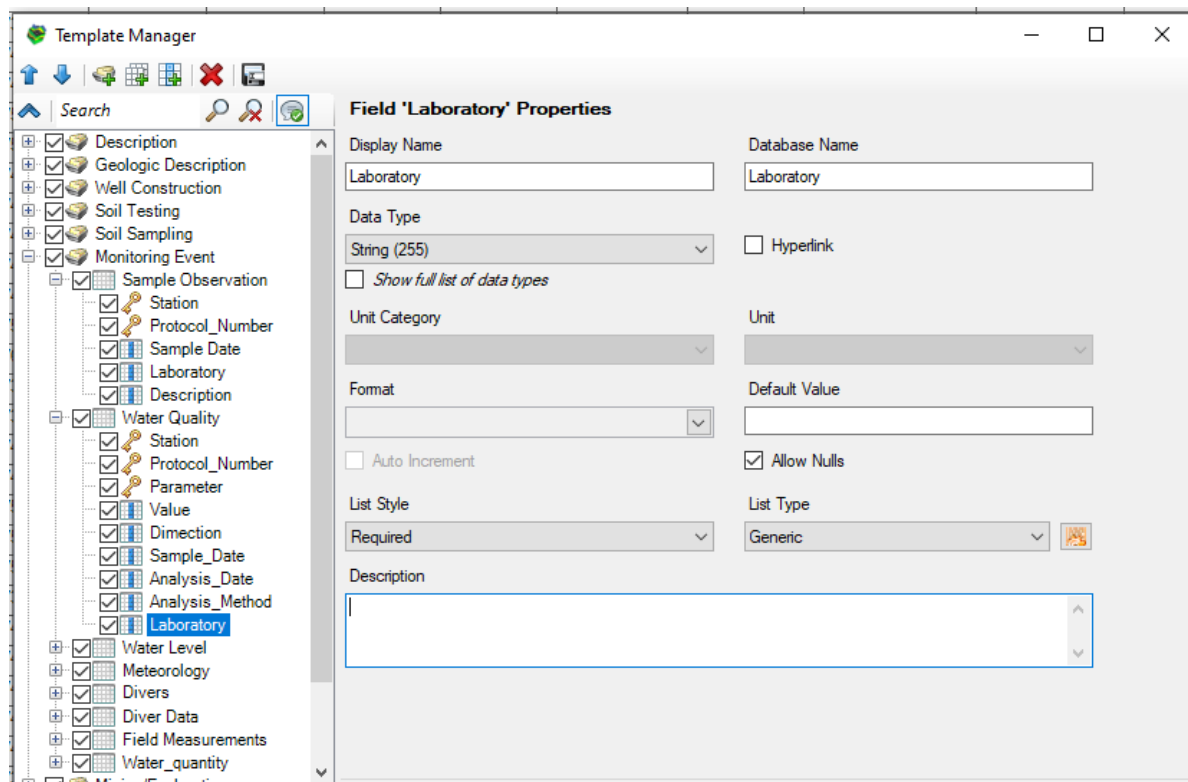 Template Manager
Search
Description
Geologic Description
Well Construction
Soil Testing
Soil Sampling
Monitoring Event
Sample Observation
Station
Protocol_Number
Sample Date
Laboratory
Description
Water Quality
Station
Protocol_Number
Parameter
Value
Dimection
Sample_Date
Analysis_Date
Analysis_Method
Laboratory
Water Level
Meteorology
Divers
Diver Data
Field Measurements
Water_quantity
Field 'Laboratory' Properties
Display Name Database Name
Laboratory Laboratory
Data Type
String (255) Hyperlink
Show full list of data types
Unit Category Unit
Format Default Value
Auto Increment Allow Nulls
List Style List Type
Required Generic
Description